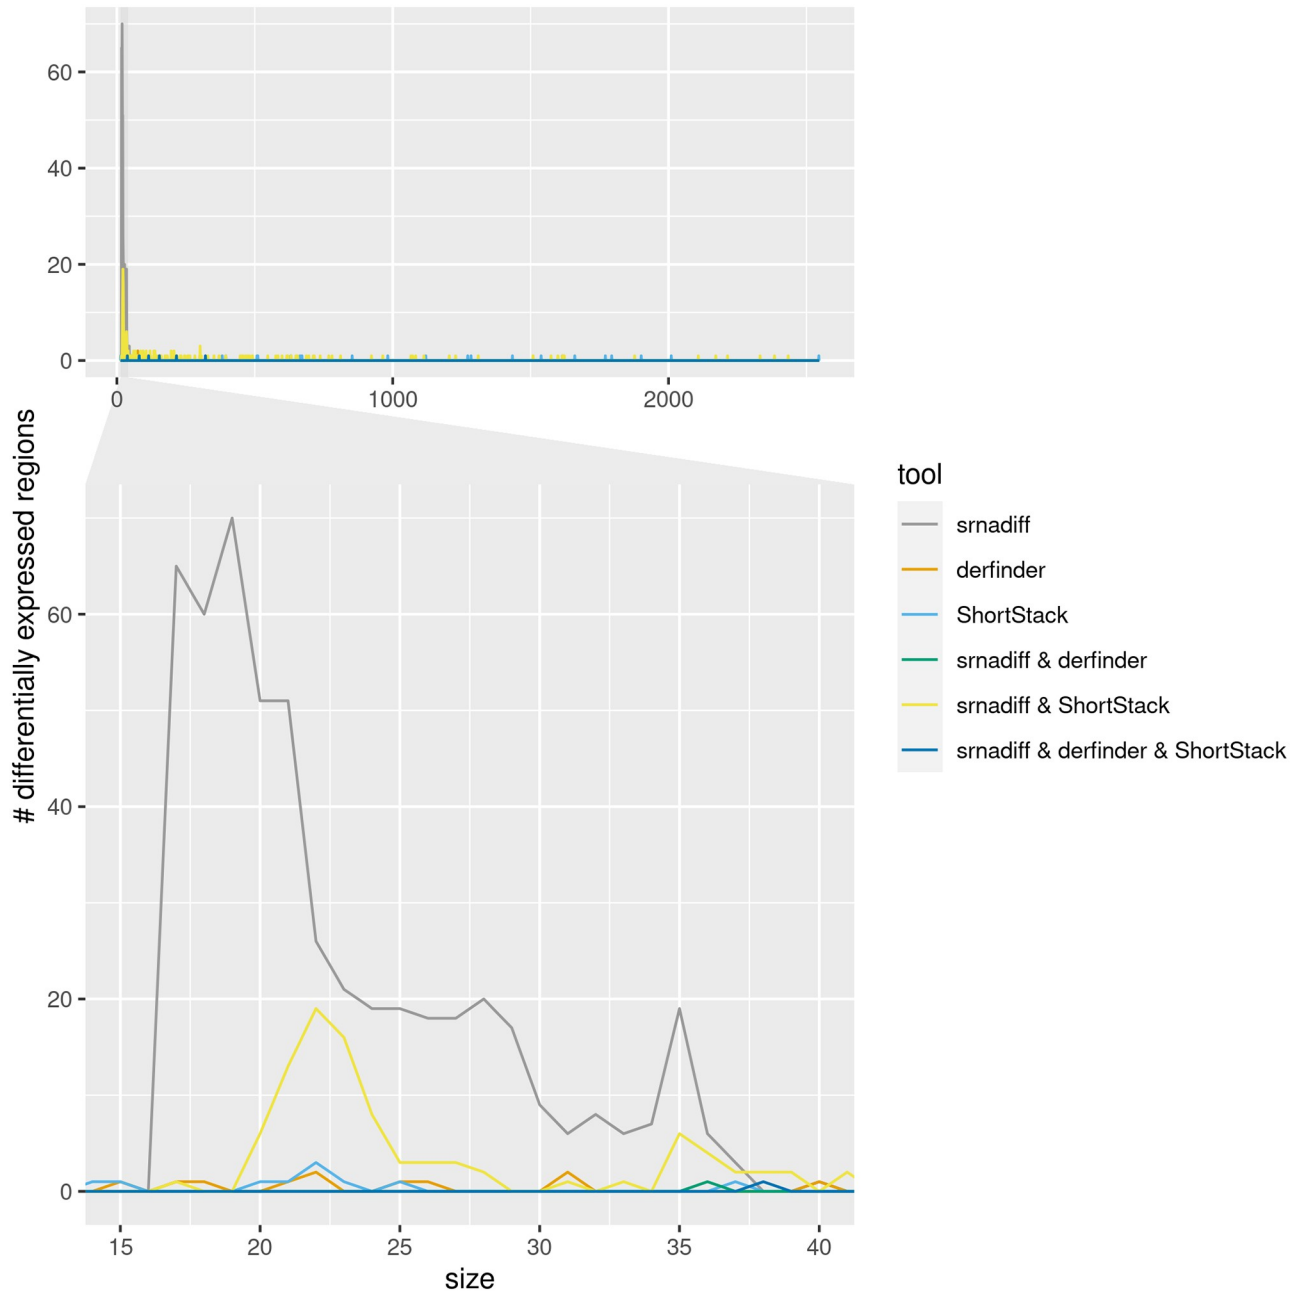 60
40
20
0
0 1000 2000
# differentially expressed regions
60
40
20
0
15 20 25 30 35 40
size
tool
srnadiff
derfinder
ShortStack
srnadiff & derfinder
srnadiff & ShortStack
srnadiff & derfinder & ShortStack